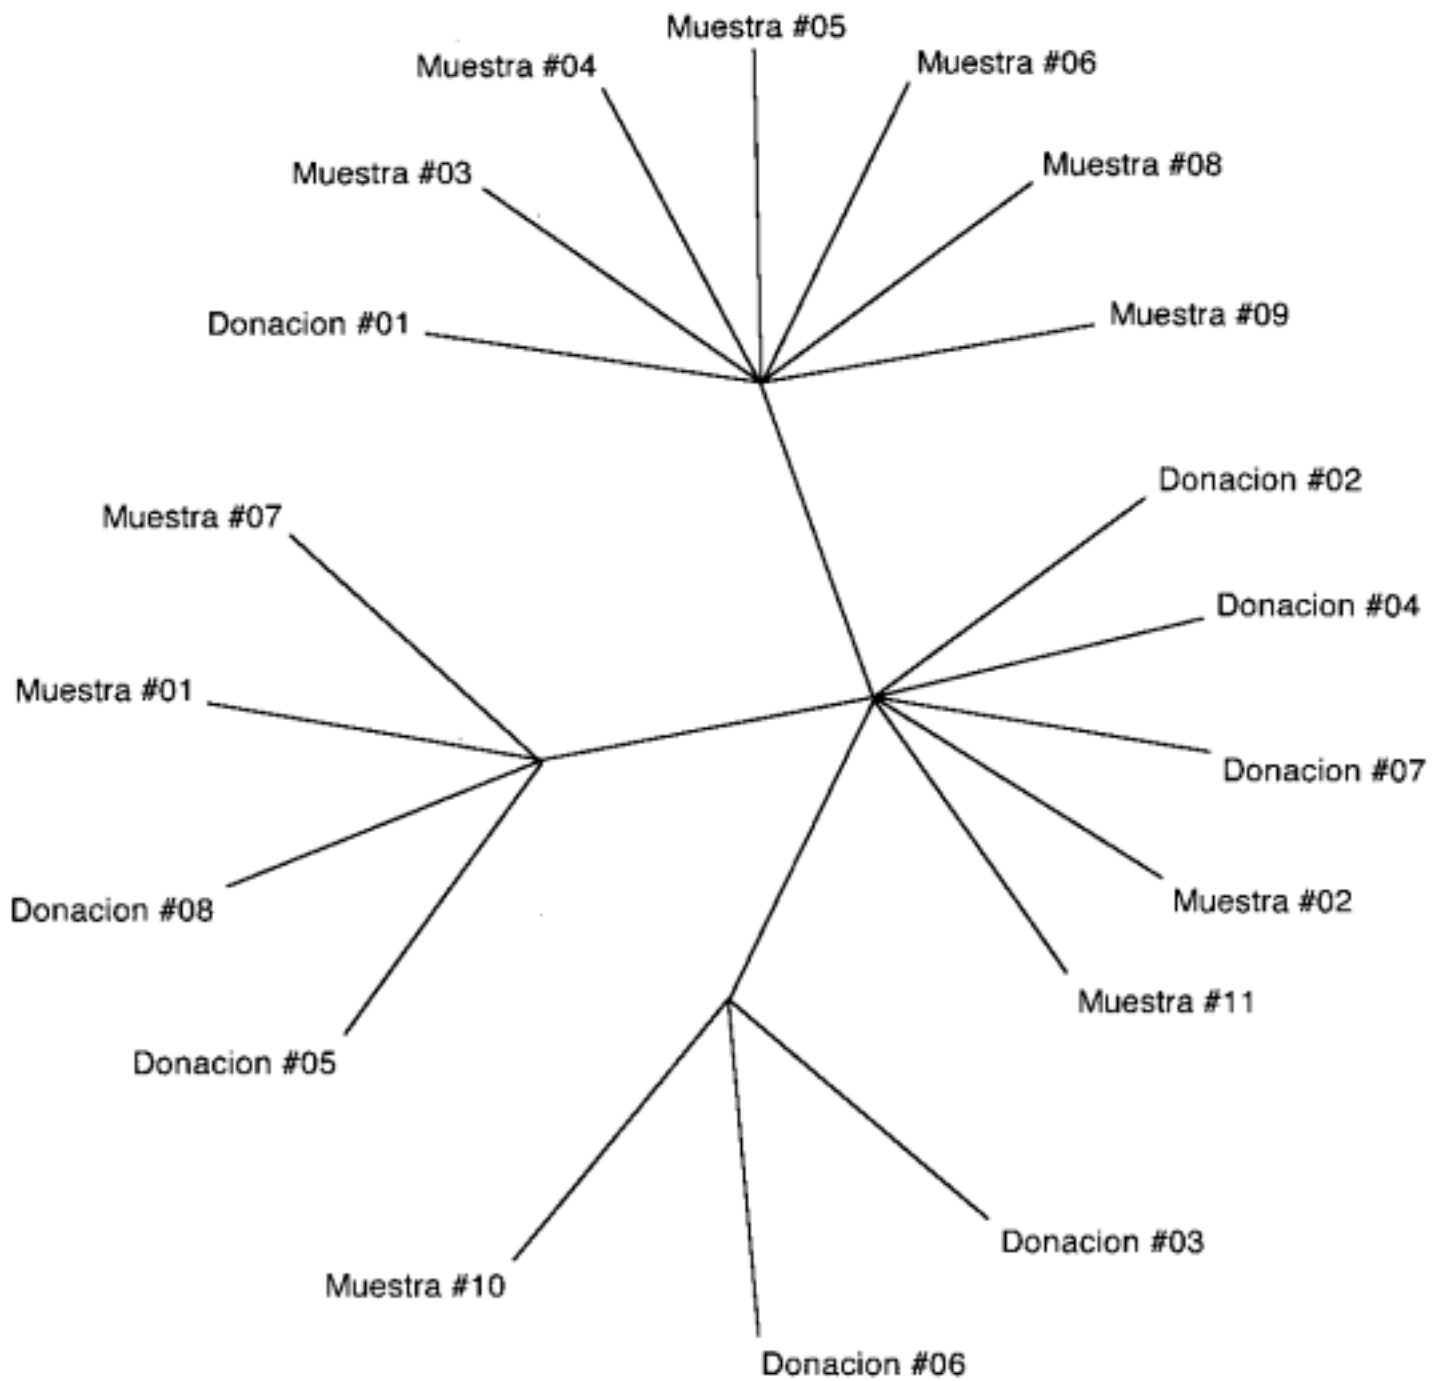 Muestra #05
Muestra #04
Muestra #06
Muestra #03
Muestra #08
Donacion #01
Muestra #09
Donacion #02
Muestra #07
Donacion #04
Muestra #01
Donacion #07
Muestra #02
Donacion #08
Muestra #11
Donacion #05
Donacion #03
Muestra #10
Donacion #06